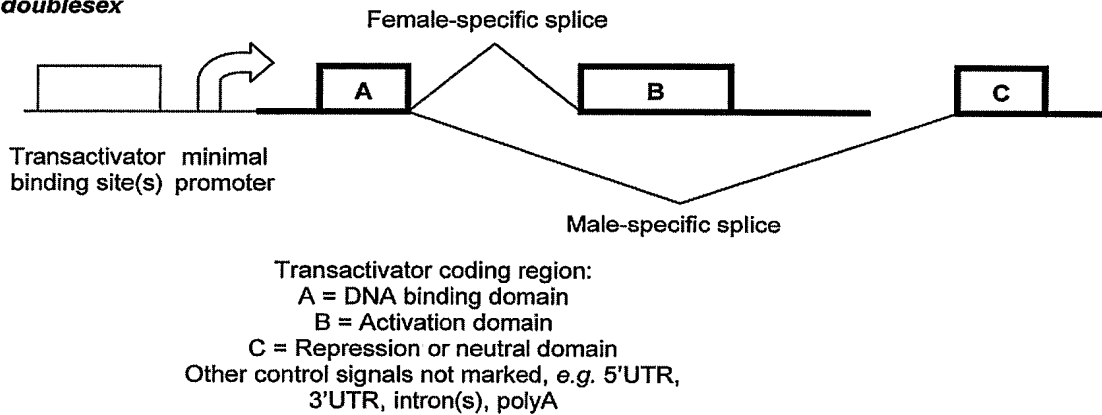 doublesex
Female-specific splice
A
B
C
Transactivator minimal
binding site(s) promoter
Male-specific splice
Transactivator coding region:
A = DNA binding domain
B = Activation domain
C = Repression or neutral domain
Other control signals not marked, e.g. 5'UTR,
3'UTR, intron(s), polyA